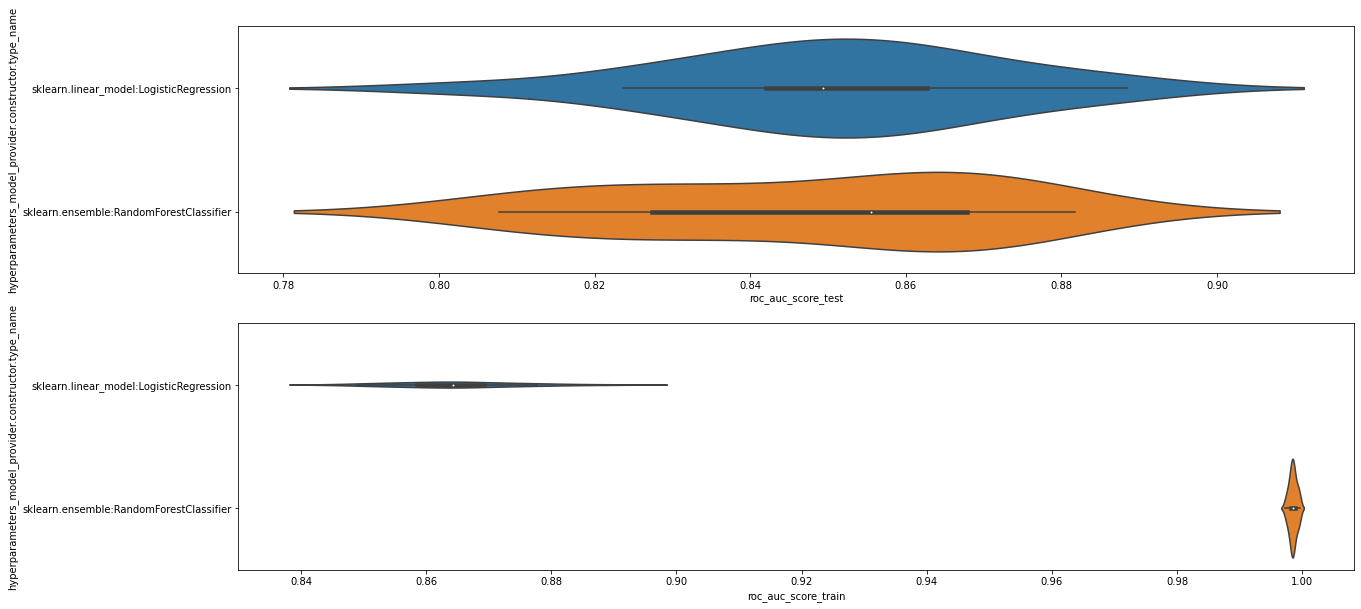 hyperparameters_model_provider.constructor.type_name
sklearn.linear_model:LogisticRegression
sklearn.ensemble:RandomForestClassifier
0.78 0.80 0.82 0.84 0.86 0.88 0.90
roc_auc_score_test
hyperparameters_model_provider.constructor.type_name
sklearn.linear_model:LogisticRegression
sklearn.ensemble:RandomForestClassifier
0.84 0.86 0.88 0.90 0.92 0.94 0.96 0.98 1.00
roc_auc_score_train